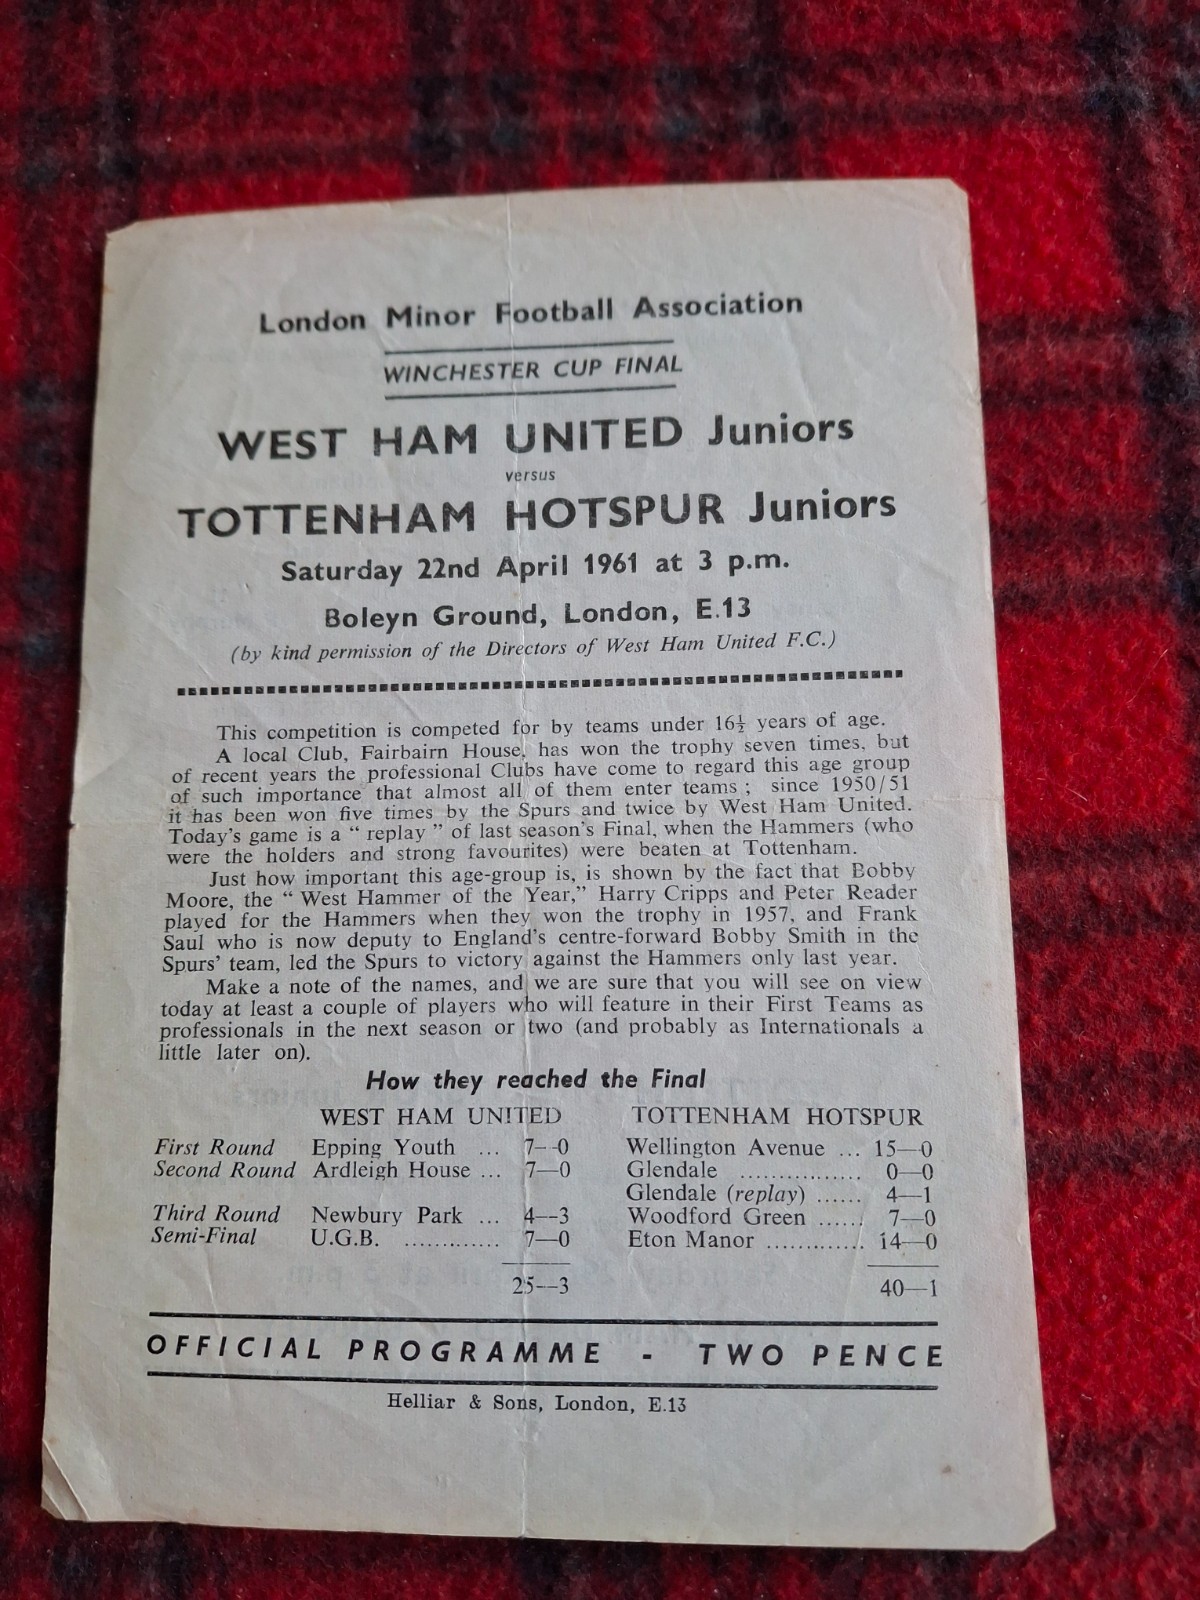 London Minor Football Association
WINCHESTER CUP FINAL
WEST HAM UNITED Juniors
versus
TOTTENHAM HOTSPUR Juniors
Saturday 22nd April 1961 at 3 p.m.
Boleyn Ground, London, E.13
(by kind permission of the Directors of West Ham United F.C.)
This competition is competed for by teams under 16½ years of age.
A local Club, Fairbairn House, has won the trophy seven times, but
of recent years the professional Clubs have come to regard this age group
of such importance that almost all of them enter teams ; since 1950/51
it has been won five times by the Spurs and twice by West Ham United.
Today's game is a " replay " of last season's Final, when the Hammers (who
were the holders and strong favourites) were beaten at Tottenham.
Just how important this age-group is, is shown by the fact that Bobby
Moore, the " West Hammer of the Year," Harry Cripps and Peter Reader
played for the Hammers when they won the trophy in 1957, and Frank
Saul who is now deputy to England's centre-forward Bobby Smith in the
Spurs' team, led the Spurs to victory against the Hammers only last year.
Make a note of the names, and we are sure that you will see on view
today at least a couple of players who will feature in their First Teams as
professionals in the next season or two (and probably as Internationals a
little later on).
How they reached the Final
WEST HAM UNITED TOTTENHAM HOTSPUR
First Round Epping Youth ... 7—0 Wellington Avenue ... 15—0
Second Round Ardleigh House ... 7—0 Glendale ................ 0—0
Glendale (replay) ...... 4—1
Third Round Newbury Park ... 4—3 Woodford Green ...... 7—0
Semi-Final U.G.B. ............. 7—0 Eton Manor ............. 14—0
25—3 40—1
OFFICIAL PROGRAMME - TWO PENCE
Helliar & Sons, London, E.13